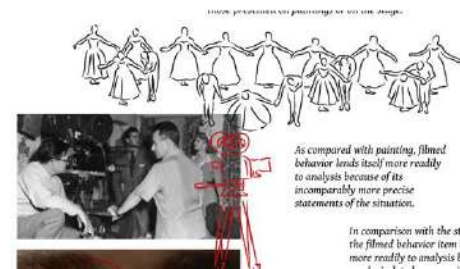 those presented on paintings or on the stage.
As compared with painting, filmed
behavior lends itself more readily
to analysis because of its
incomparably more precise
statements of the situation.
In comparison with the
the filmed behavior item
more readily to analysis